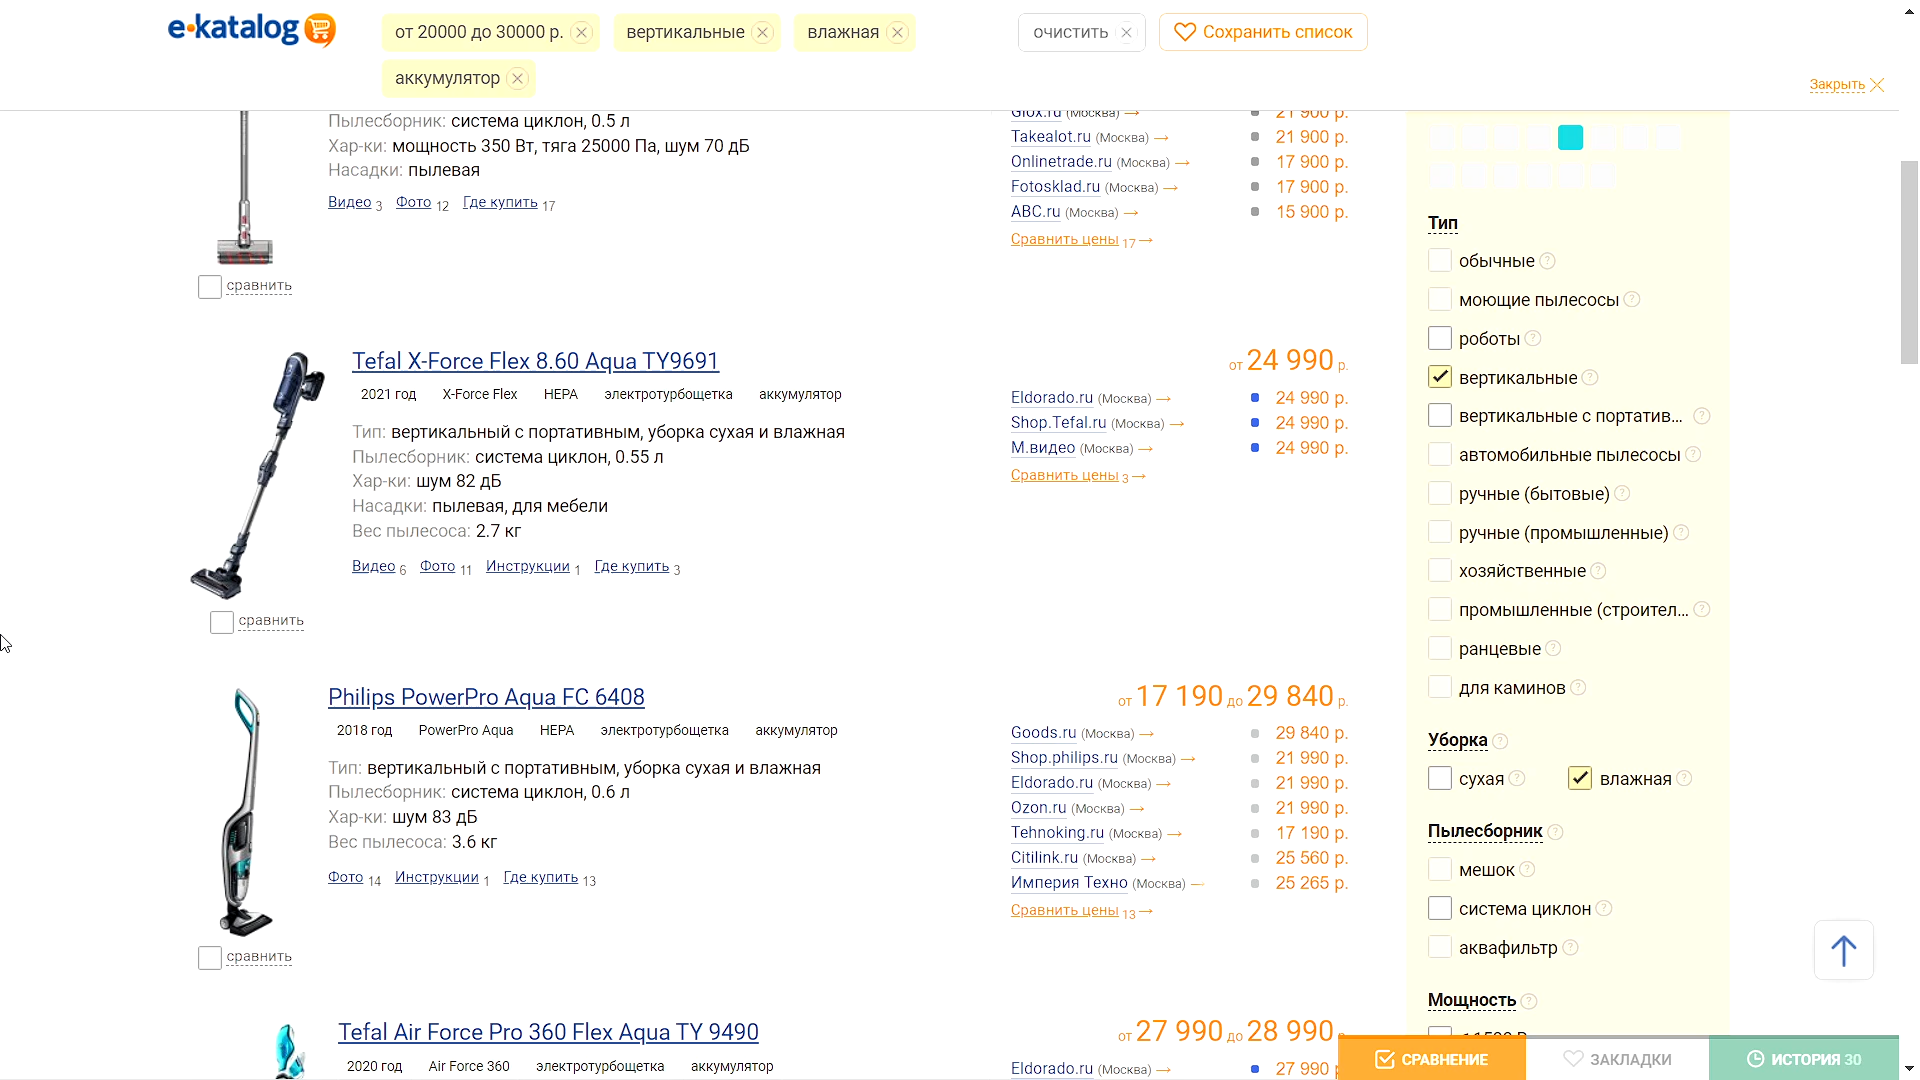 e-katalog
от 20000 до 30000 р.
вертикальные
влажная
очистить
Сохранить список
аккумулятор
Закрыть
Пылесборник: система циклон, 0.5 л
Хар-ки: мощность 350 Вт, тяга 25000 Па, шум 70 дБ
Насадки: пылевая
Видео 3 Фото 12 Где купить 17
сравнить
Giox.ru (Москва) → 21 900 р.
Takealot.ru (Москва) → 21 900 р.
Onlinetrade.ru (Москва) → 17 900 р.
Fotosklad.ru (Москва) → 17 900 р.
ABC.ru (Москва) → 15 900 р.
Сравнить цены 17 →
Tefal X-Force Flex 8.60 Aqua TY9691
2021 год X-Force Flex HEPA электротурбощетка аккумулятор
Тип: вертикальный с портативным, уборка сухая и влажная
Пылесборник: система циклон, 0.55 л
Хар-ки: шум 82 дБ
Насадки: пылевая, для мебели
Вес пылесоса: 2.7 кг
Видео 6 Фото 11 Инструкции 1 Где купить 3
сравнить
от 24 990 р.
Eldorado.ru (Москва) → 24 990 р.
Shop.Tefal.ru (Москва) → 24 990 р.
М.видео (Москва) → 24 990 р.
Сравнить цены 3 →
Philips PowerPro Aqua FC 6408
2018 год PowerPro Aqua HEPA электротурбощетка аккумулятор
Тип: вертикальный с портативным, уборка сухая и влажная
Пылесборник: система циклон, 0.6 л
Хар-ки: шум 83 дБ
Вес пылесоса: 3.6 кг
Фото 14 Инструкции 1 Где купить 13
сравнить
от 17 190 до 29 840 р.
Goods.ru (Москва) → 29 840 р.
Shop.philips.ru (Москва) → 21 990 р.
Eldorado.ru (Москва) → 21 990 р.
Ozon.ru (Москва) → 21 990 р.
Tehnoking.ru (Москва) → 17 190 р.
Citilink.ru (Москва) → 25 560 р.
Империя Техно (Москва) 25 265 р.
Сравнить цены 13 →
Tefal Air Force Pro 360 Flex Aqua TY 9490
2020 год Air Force 360 электротурбощетка аккумулятор
от 27 990 до 28 990 р.
Eldorado.ru (Москва) → 27 990
Тип
обычные
моющие пылесосы
роботы
вертикальные
вертикальные с портатив...
автомобильные пылесосы
ручные (бытовые)
ручные (промышленные)
хозяйственные
промышленные (строител...
ранцевые
для каминов
Уборка
сухая
влажная
Пылесборник
мешок
система циклон
аквафильтр
Мощность
СРАВНЕНИЕ
ЗАКЛАДКИ
ИСТОРИЯ 30